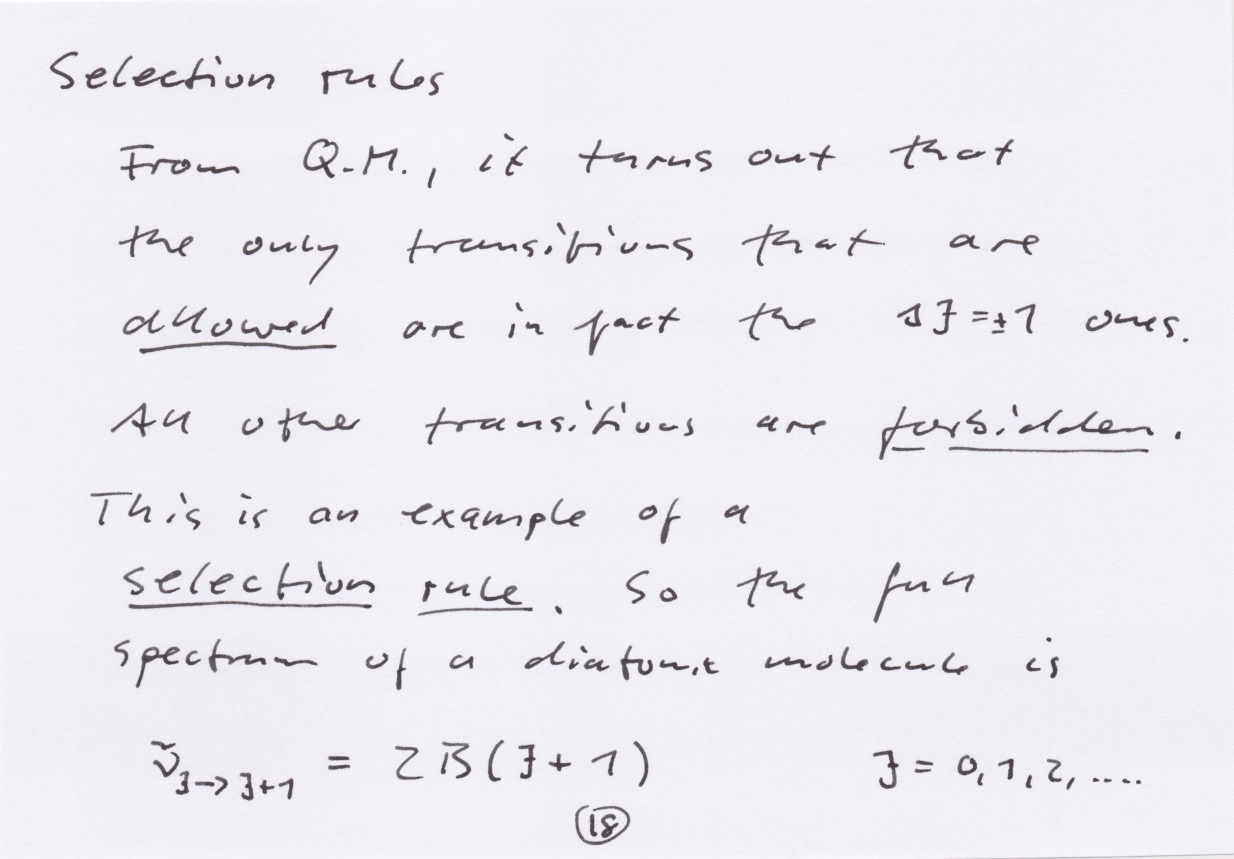 Selection rules
From Q.M., it turns out that
the only transitions that are
allowed are in fact the ΔJ=±1 ones.
All other transitions are forbidden.
This is an example of a
selection rule. So the full
spectrum of a diatomic molecule is
ṽ_{J→J+1} = 2B(J+1) J = 0,1,2,....
18